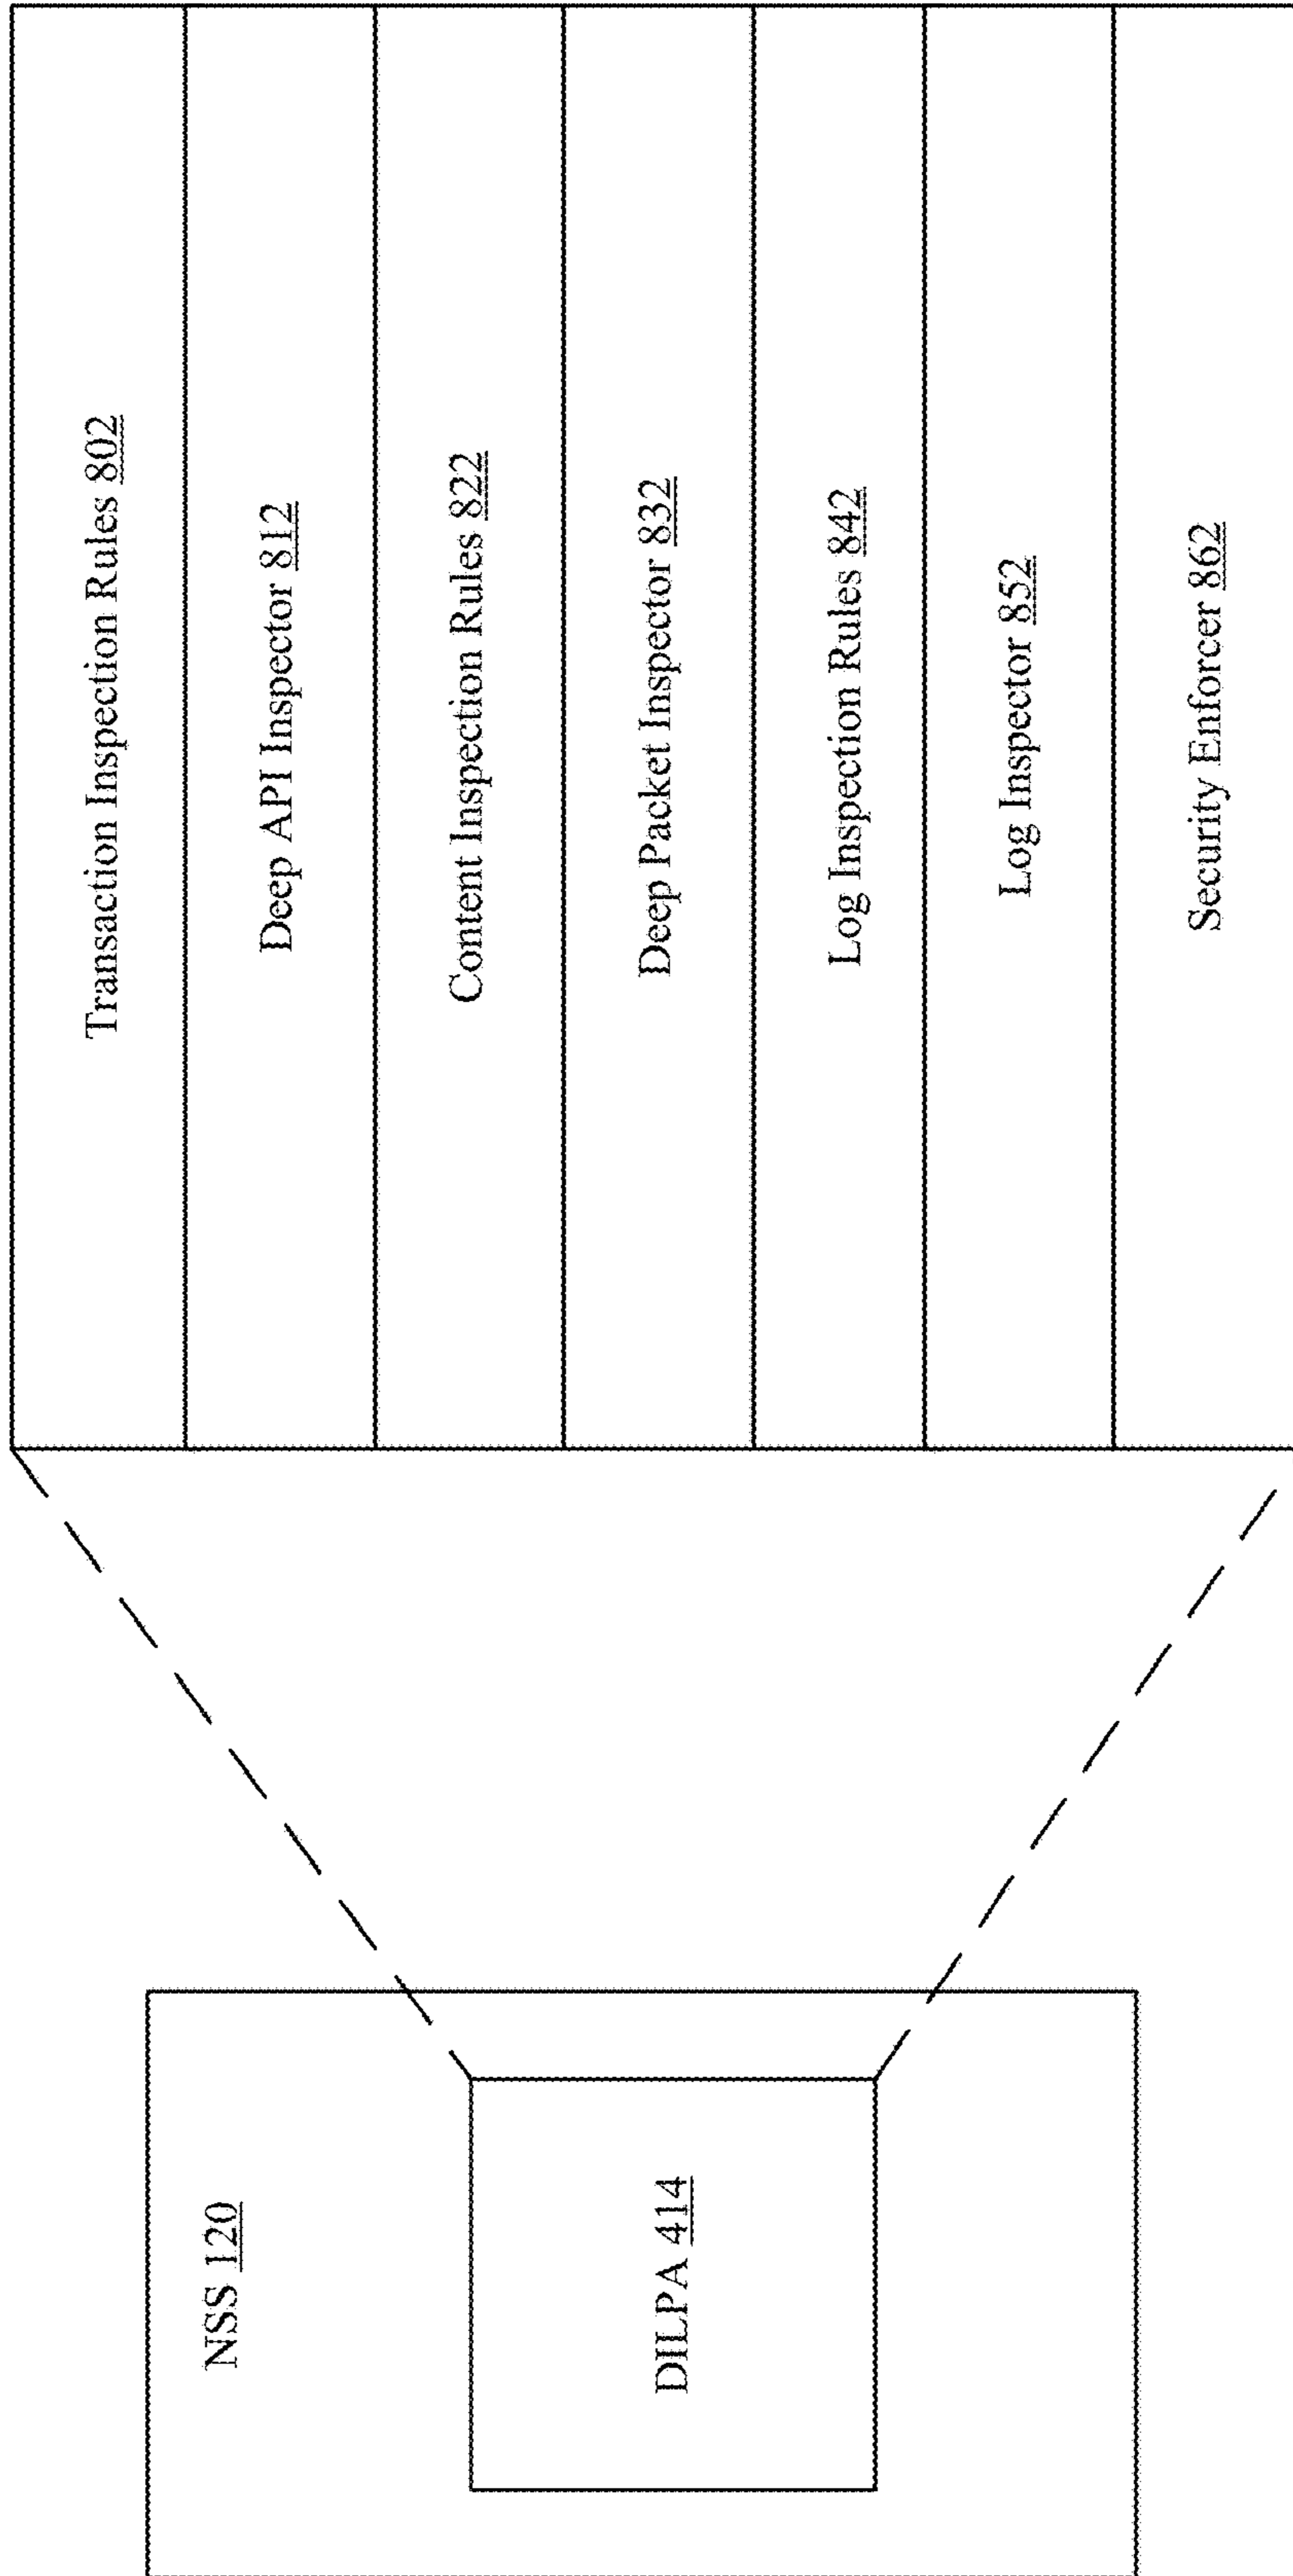 NSS 120
DILPA 414
Transaction Inspection Rules 802
Deep API Inspector 812
Content Inspection Rules 822
Deep Packet Inspector 832
Log Inspection Rules 842
Log Inspector 852
Security Enforcer 862